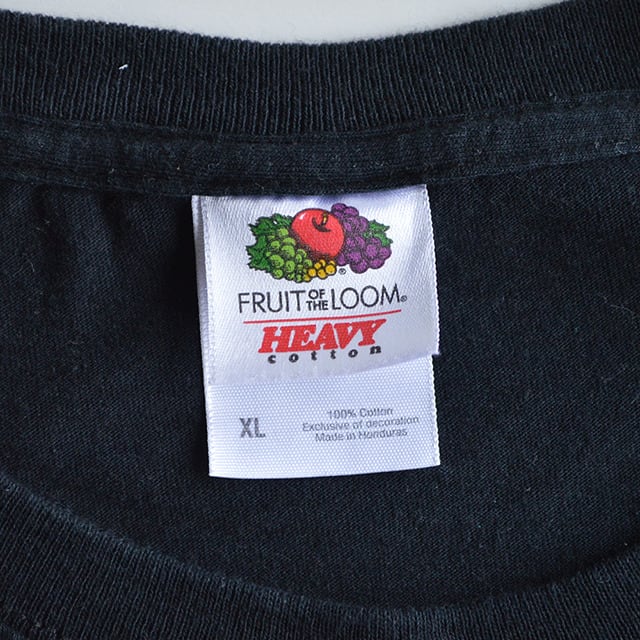 FRUIT OF THE LOOM®
HEAVY
cotton
XL
100% Cotton
Exclusive of decoration
Made in Honduras